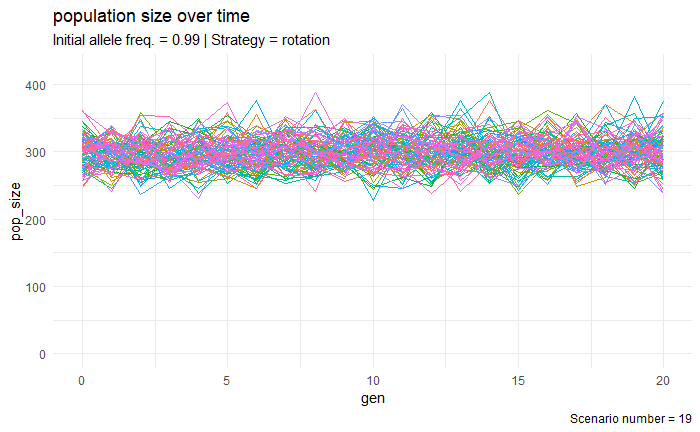 population size over time
Initial allele freq. = 0.99 | Strategy = rotation
400
300
200
100
0
pop_size
0 5 10 15 20
gen
Scenario number = 19